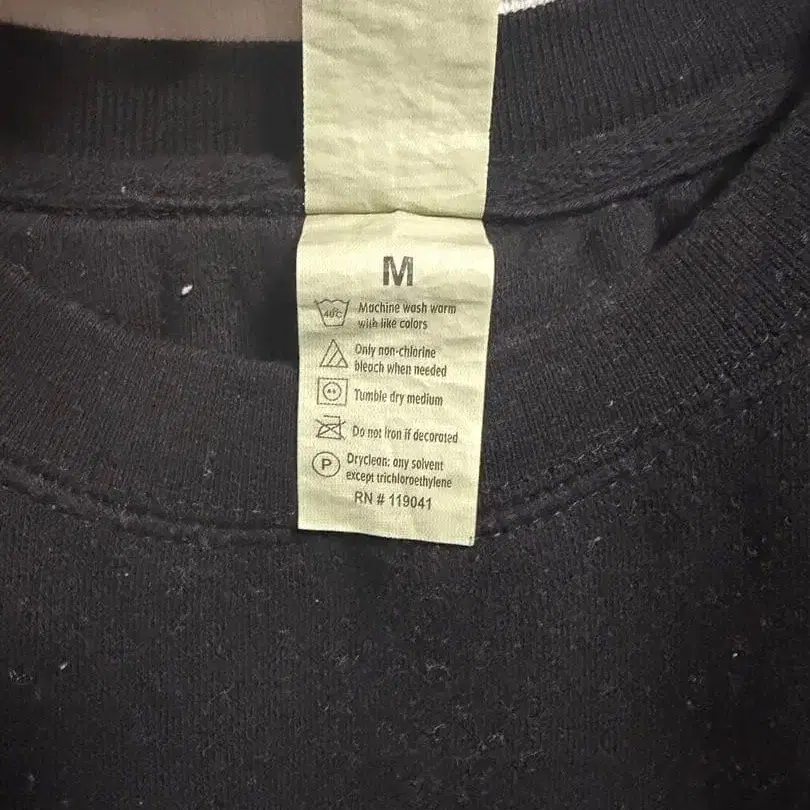 M
40°C Machine wash warm
with like colors
Only non-chlorine
bleach when needed
Tumble dry medium
Do not iron if decorated
P Dryclean: any solvent
except trichloroethylene
RN # 119041